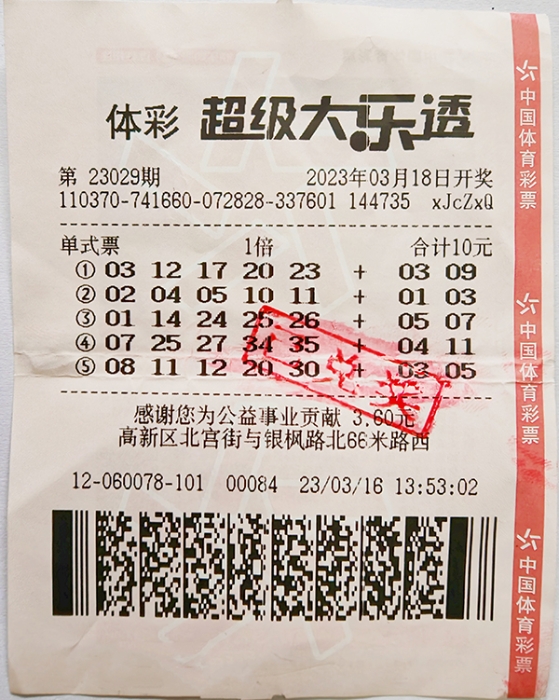 体彩 超级大乐透
第 23029期 2023年03月18日开奖
110370-741660-072828-337601 144735 xJcZxQ
单式票 1倍 合计10元
① 03 12 17 20 23 + 03 09
② 02 04 05 10 11 + 01 03
③ 01 14 24 25 26 + 05 07
④ 07 25 27 34 35 + 04 11
⑤ 08 11 12 20 30 + 03 05
感谢您为公益事业贡献 3.60元
高新区北宫街与银枫路北66米路西
12-060078-101 00084 23/03/16 13:53:02
中国体育彩票
中国体育彩票
中国体育彩票